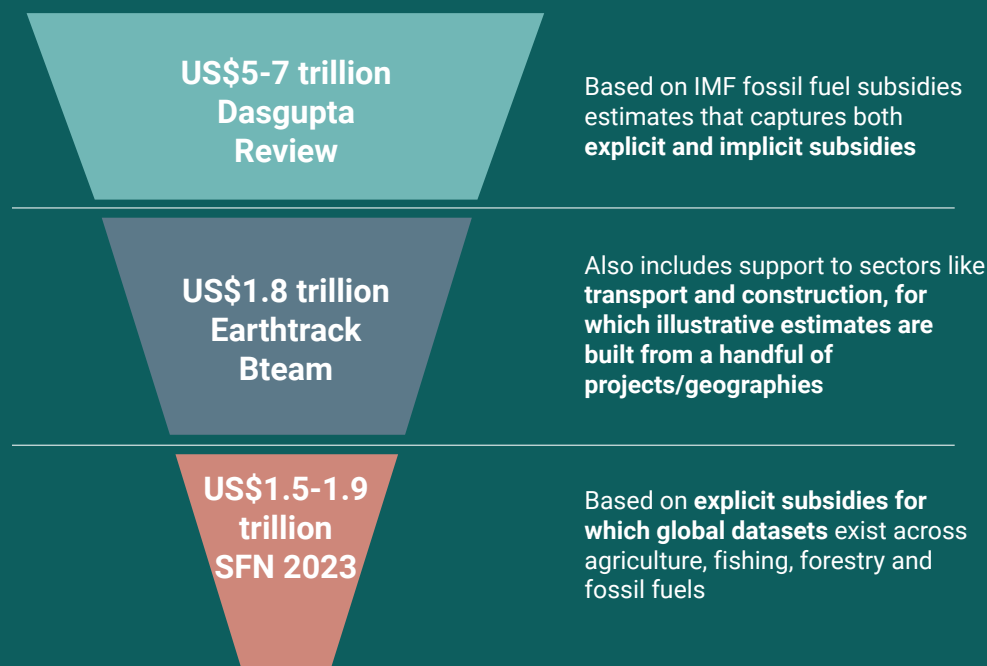 US$5-7 trillion
Dasgupta
Review
Based on IMF fossil fuel subsidies
estimates that captures both
explicit and implicit subsidies
US$1.8 trillion
Earthtrack
Bteam
Also includes support to sectors like
transport and construction, for
which illustrative estimates are
built from a handful of
projects/geographies
US$1.5-1.9
trillion
SFN 2023
Based on explicit subsidies for
which global datasets exist across
agriculture, fishing, forestry and
fossil fuels